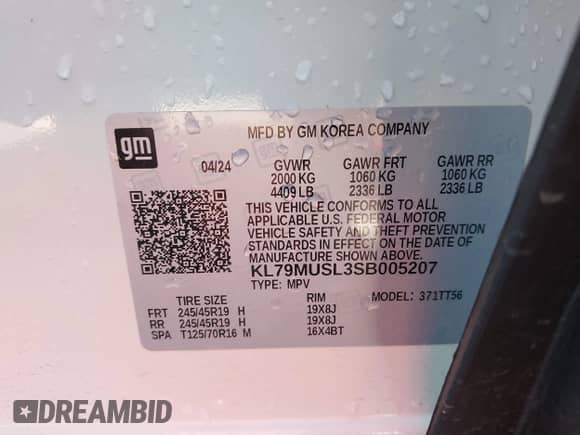 gm
MFD BY GM KOREA COMPANY
04/24 GVWR GAWR FRT GAWR RR
2000 KG 1060 KG 1060 KG
4409 LB 2336 LB 2336 LB
THIS VEHICLE CONFORMS TO ALL
APPLICABLE U.S. FEDERAL MOTOR
VEHICLE SAFETY AND THEFT PREVENTION
STANDARDS IN EFFECT ON THE DATE OF
MANUFACTURE SHOWN ABOVE.
KL79MUSL3SB005207
TYPE: MPV MODEL: 371TT56
TIRE SIZE RIM
FRT 245/45R19 H 19X8J
RR 245/45R19 H 19X8J
SPA T125/70R16 M 16X4BT
DREAMBID